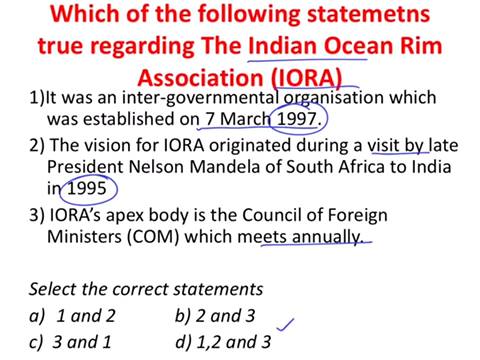 Which of the following statemetns
true regarding The Indian Ocean Rim
Association (IORA)
1)It was an inter-governmental organisation which
was established on 7 March 1997.
2) The vision for IORA originated during a visit by late
President Nelson Mandela of South Africa to India
in 1995
3) IORA's apex body is the Council of Foreign
Ministers (COM) which meets annually.
Select the correct statements
a) 1 and 2 b) 2 and 3
c) 3 and 1 d) 1,2 and 3